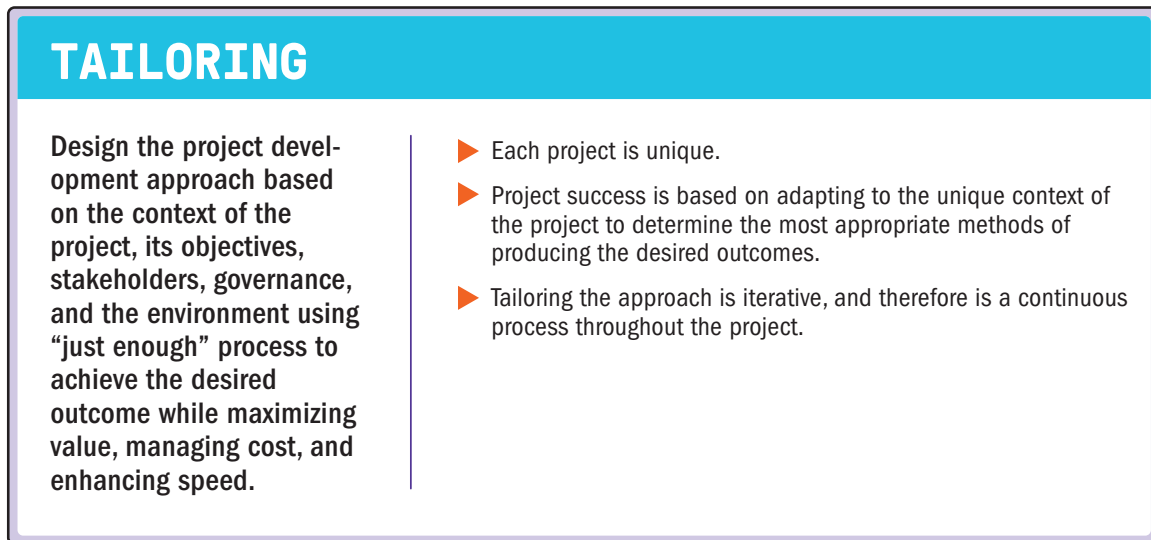 TAILORING
Design the project devel-
opment approach based
on the context of the
project, its objectives,
stakeholders, governance,
and the environment using
“just enough” process to
achieve the desired
outcome while maximizing
value, managing cost, and
enhancing speed.
Each project is unique.
Project success is based on adapting to the unique context of
the project to determine the most appropriate methods of
producing the desired outcomes.
Tailoring the approach is iterative, and therefore is a continuous
process throughout the project.